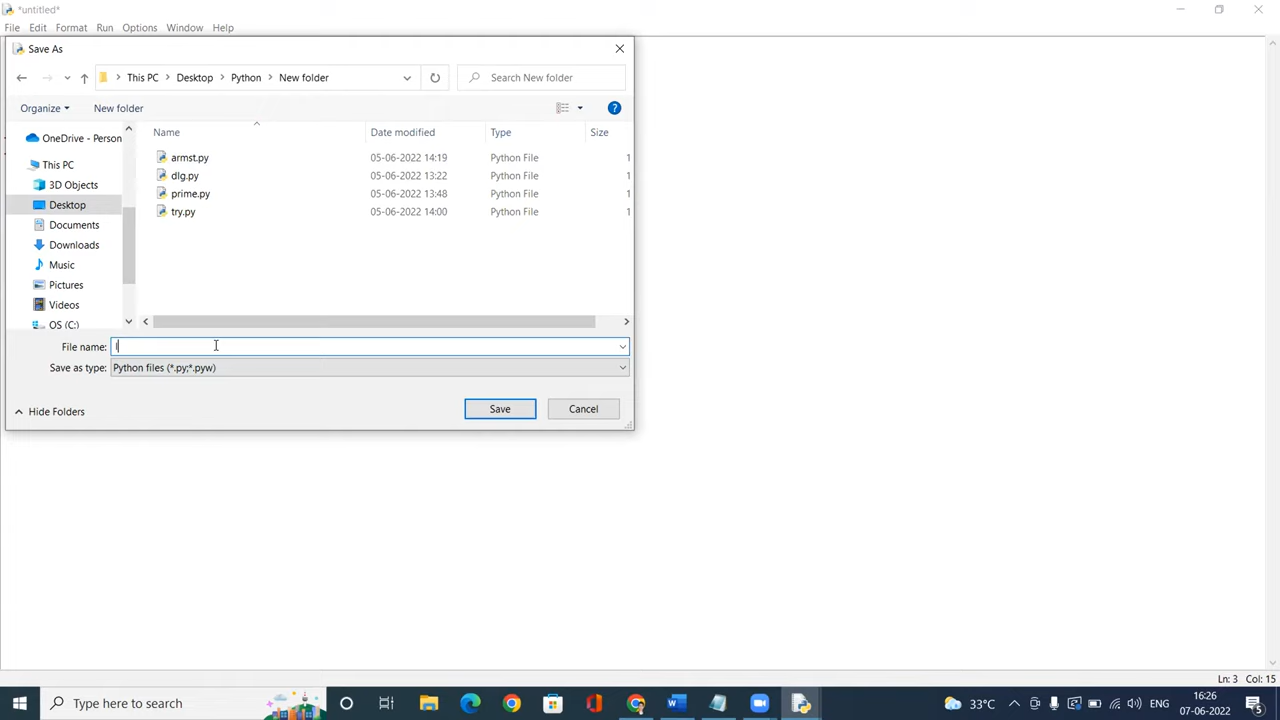 *untitled*
File Edit Format Run Options Window Help
Save As
This PC Desktop Python New folder
Search New folder
Organize New folder
Name Date modified Type Size
OneDrive - Person
This PC
3D Objects
Desktop
Documents
Downloads
Music
Pictures
Videos
OS (C:)
armst.py 05-06-2022 14:19 Python File 1
dlg.py 05-06-2022 13:22 Python File 1
prime.py 05-06-2022 13:48 Python File 1
try.py 05-06-2022 14:00 Python File 1
File name: l
Save as type: Python files (*.py;*.pyw)
Hide Folders
Save
Cancel
Ln: 3 Col: 15
Type here to search
33°C
ENG
16:26
07-06-2022
5